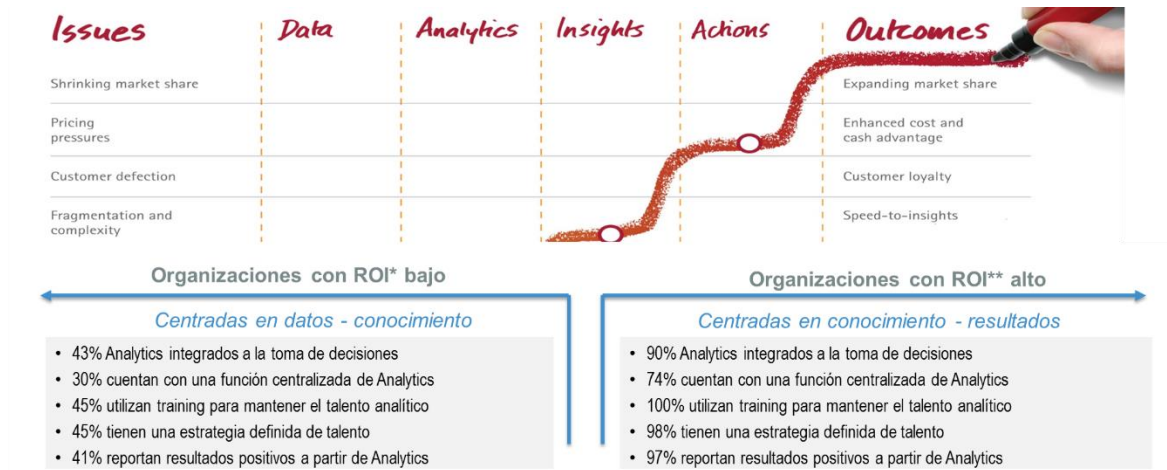 Issues Data Analytics Insights Actions Outcomes
Shrinking market share Expanding market share
Pricing Enhanced cost and
pressures cash advantage
Customer defection Customer loyalty
Fragmentation and Speed-to-insights
complexity
Organizaciones con ROI* bajo
Centradas en datos - conocimiento
• 43% Analytics integrados a la toma de decisiones
• 30% cuentan con una función centralizada de Analytics
• 45% utilizan training para mantener el talento analítico
• 45% tienen una estrategia definida de talento
• 41% reportan resultados positivos a partir de Analytics
Organizaciones con ROI** alto
Centradas en conocimiento - resultados
• 90% Analytics integrados a la toma de decisiones
• 74% cuentan con una función centralizada de Analytics
• 100% utilizan training para mantener el talento analítico
• 98% tienen una estrategia definida de talento
• 97% reportan resultados positivos a partir de Analytics